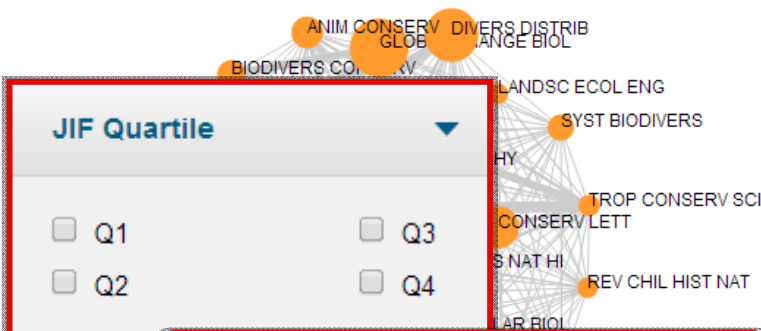 ANIM CONSERV DIVERS DISTRIB
GLOB ANGE BIOL
BIODIVERS CO
LANDSC ECOL ENG
JIF Quartile
SYST BIODIVERS
HY
TROP CONSERV SCI
CONSERV LETT
Q1 Q3
S NAT HI
Q2 Q4
REV CHIL HIST NAT
LAR BIOL